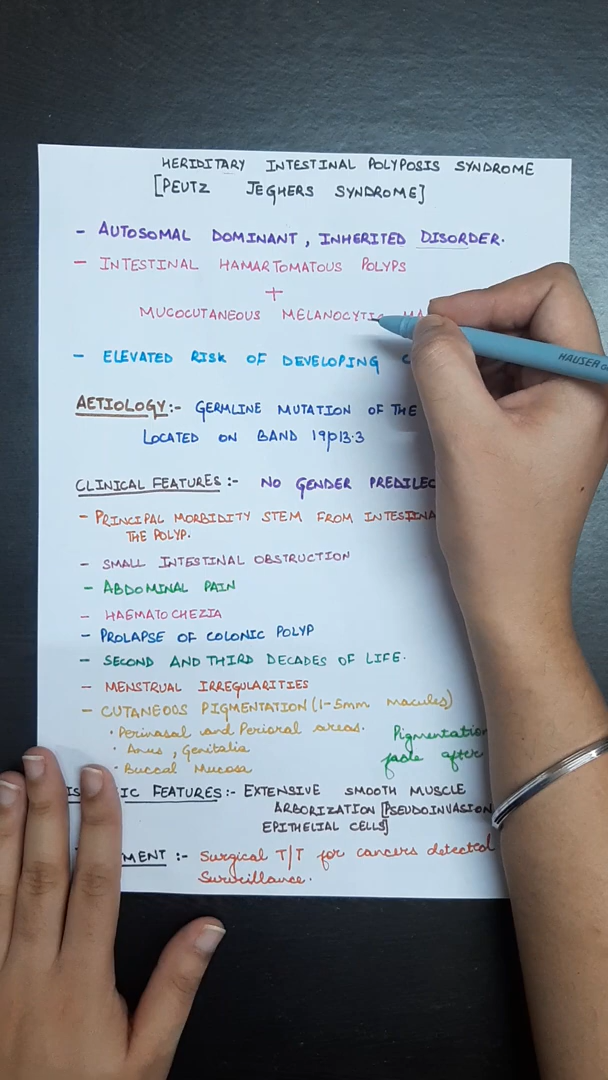 HERIDITARY INTESTINAL POLYPOSIS SYNDROME
[PEUTZ JEGHERS SYNDROME]
- AUTOSOMAL DOMINANT, INHERITED DISORDER.
- INTESTINAL HAMARTOMATOUS POLYPS
+
MUCOCUTANEOUS MELANOCYTIC
- ELEVATED RISK OF DEVELOPING
HAUSER
AETIOLOGY:- GERMLINE MUTATION OF THE
LOCATED ON BAND 19p13.3
CLINICAL FEATURES:- NO GENDER
- PRINCIPAL MORBIDITY STEM FROM
THE POLYP.
- SMALL INTESTINAL OBSTRUCTION
- ABDOMINAL PAIN
- HAEMATOCHEZIA
- PROLAPSE OF COLONIC POLYP
- SECOND AND THIRD DECADES OF LIFE.
- MENSTRUAL IRREGULARITIES
- CUTANEOUS PIGMENTATION (1-5mm macules)
• Perinasal and Perioral areas.
• Anus, Genitalia
• Buccal Mucosa
Pigmentation
fade after
FEATURES:- EXTENSIVE SMOOTH MUSCLE
ARBORIZATION [PSEUDOINVASION
EPITHELIAL CELLS]
MENT :- Surgical T/T for cancers detected
Surveillance.